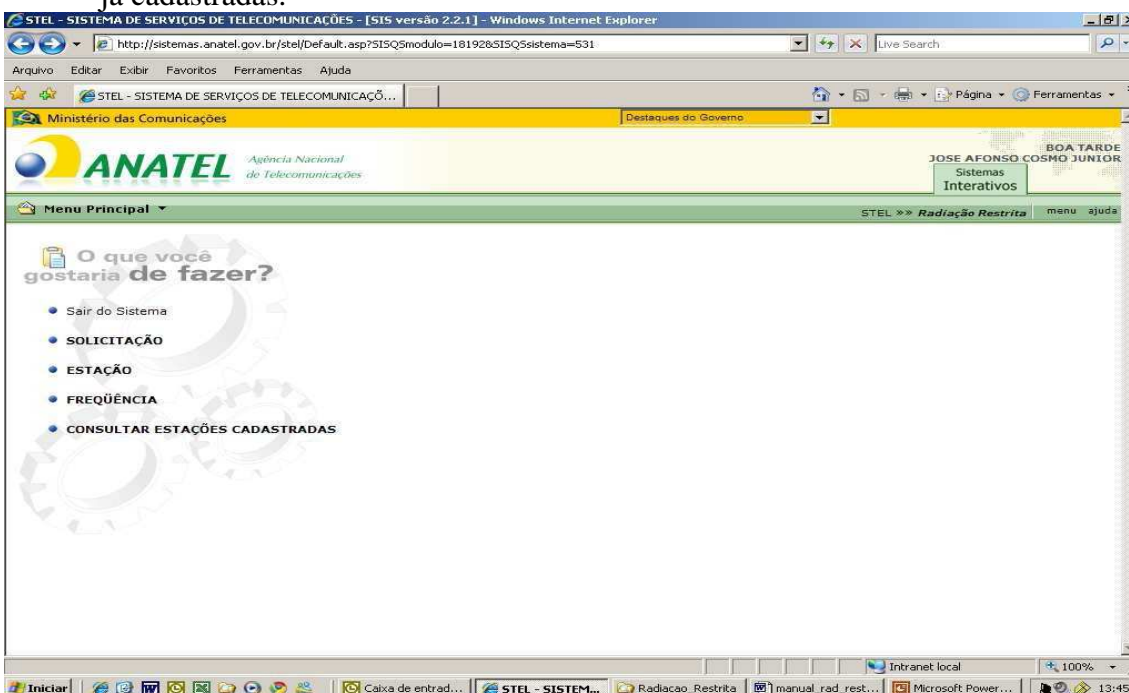 já cadastradas.
STEL - SISTEMA DE SERVIÇOS DE TELECOMUNICAÇÕES - [SIS versão 2.2.1] - Windows Internet Explorer
http://sistemas.anatel.gov.br/stel/Default.asp?SISQSmodulo=18192&SISQSsistema=531
Live Search
Arquivo Editar Exibir Favoritos Ferramentas Ajuda
STEL - SISTEMA DE SERVIÇOS DE TELECOMUNICAÇÕ...
Página
Ferramentas
Ministério das Comunicações
Destaques do Governo
ANATEL
Agência Nacional
de Telecomunicações
BOA TARDE
JOSE AFONSO COSMO JUNIOR
Sistemas
Interativos
Menu Principal
STEL »» Radiação Restrita menu ajuda
O que você
gostaria de fazer?
Sair do Sistema
SOLICITAÇÃO
ESTAÇÃO
FREQÜÊNCIA
CONSULTAR ESTAÇÕES CADASTRADAS
Intranet local
100%
Iniciar
Caixa de entrad...
STEL - SISTEM...
Radiacao Restrita
manual rad rest...
Microsoft Power...
13:45